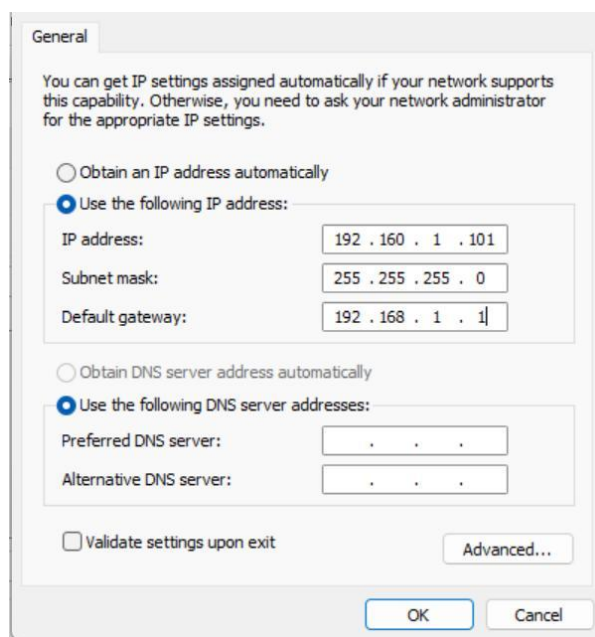 General
You can get IP settings assigned automatically if your network supports
this capability. Otherwise, you need to ask your network administrator
for the appropriate IP settings.
Obtain an IP address automatically
Use the following IP address:
IP address: 192 . 160 . 1 . 101
Subnet mask: 255 . 255 . 255 . 0
Default gateway: 192 . 168 . 1 . 1
Obtain DNS server address automatically
Use the following DNS server addresses:
Preferred DNS server: . . .
Alternative DNS server: . . .
Validate settings upon exit
Advanced...
OK Cancel